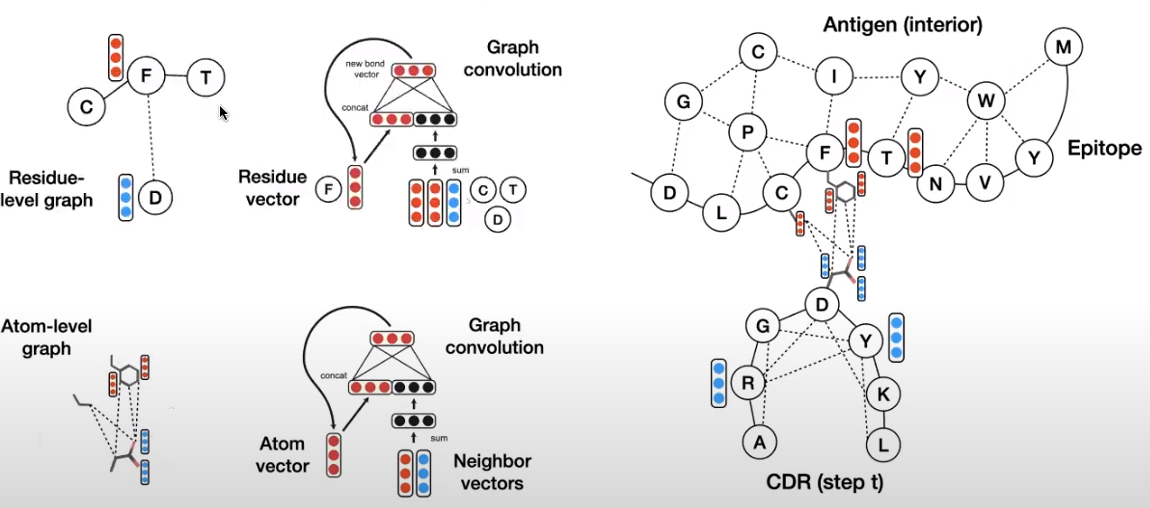 F
T
C
D
Residue-
level graph
Graph
convolution
new bond
vector
concat
sum
Residue
vector
F
C
T
D
Atom-level
graph
Graph
convolution
concat
sum
Atom
vector
Neighbor
vectors
Antigen (interior)
C
I
Y
M
G
W
P
F
T
Y
Epitope
D
L
C
N
V
D
G
Y
R
K
A
L
CDR (step t)